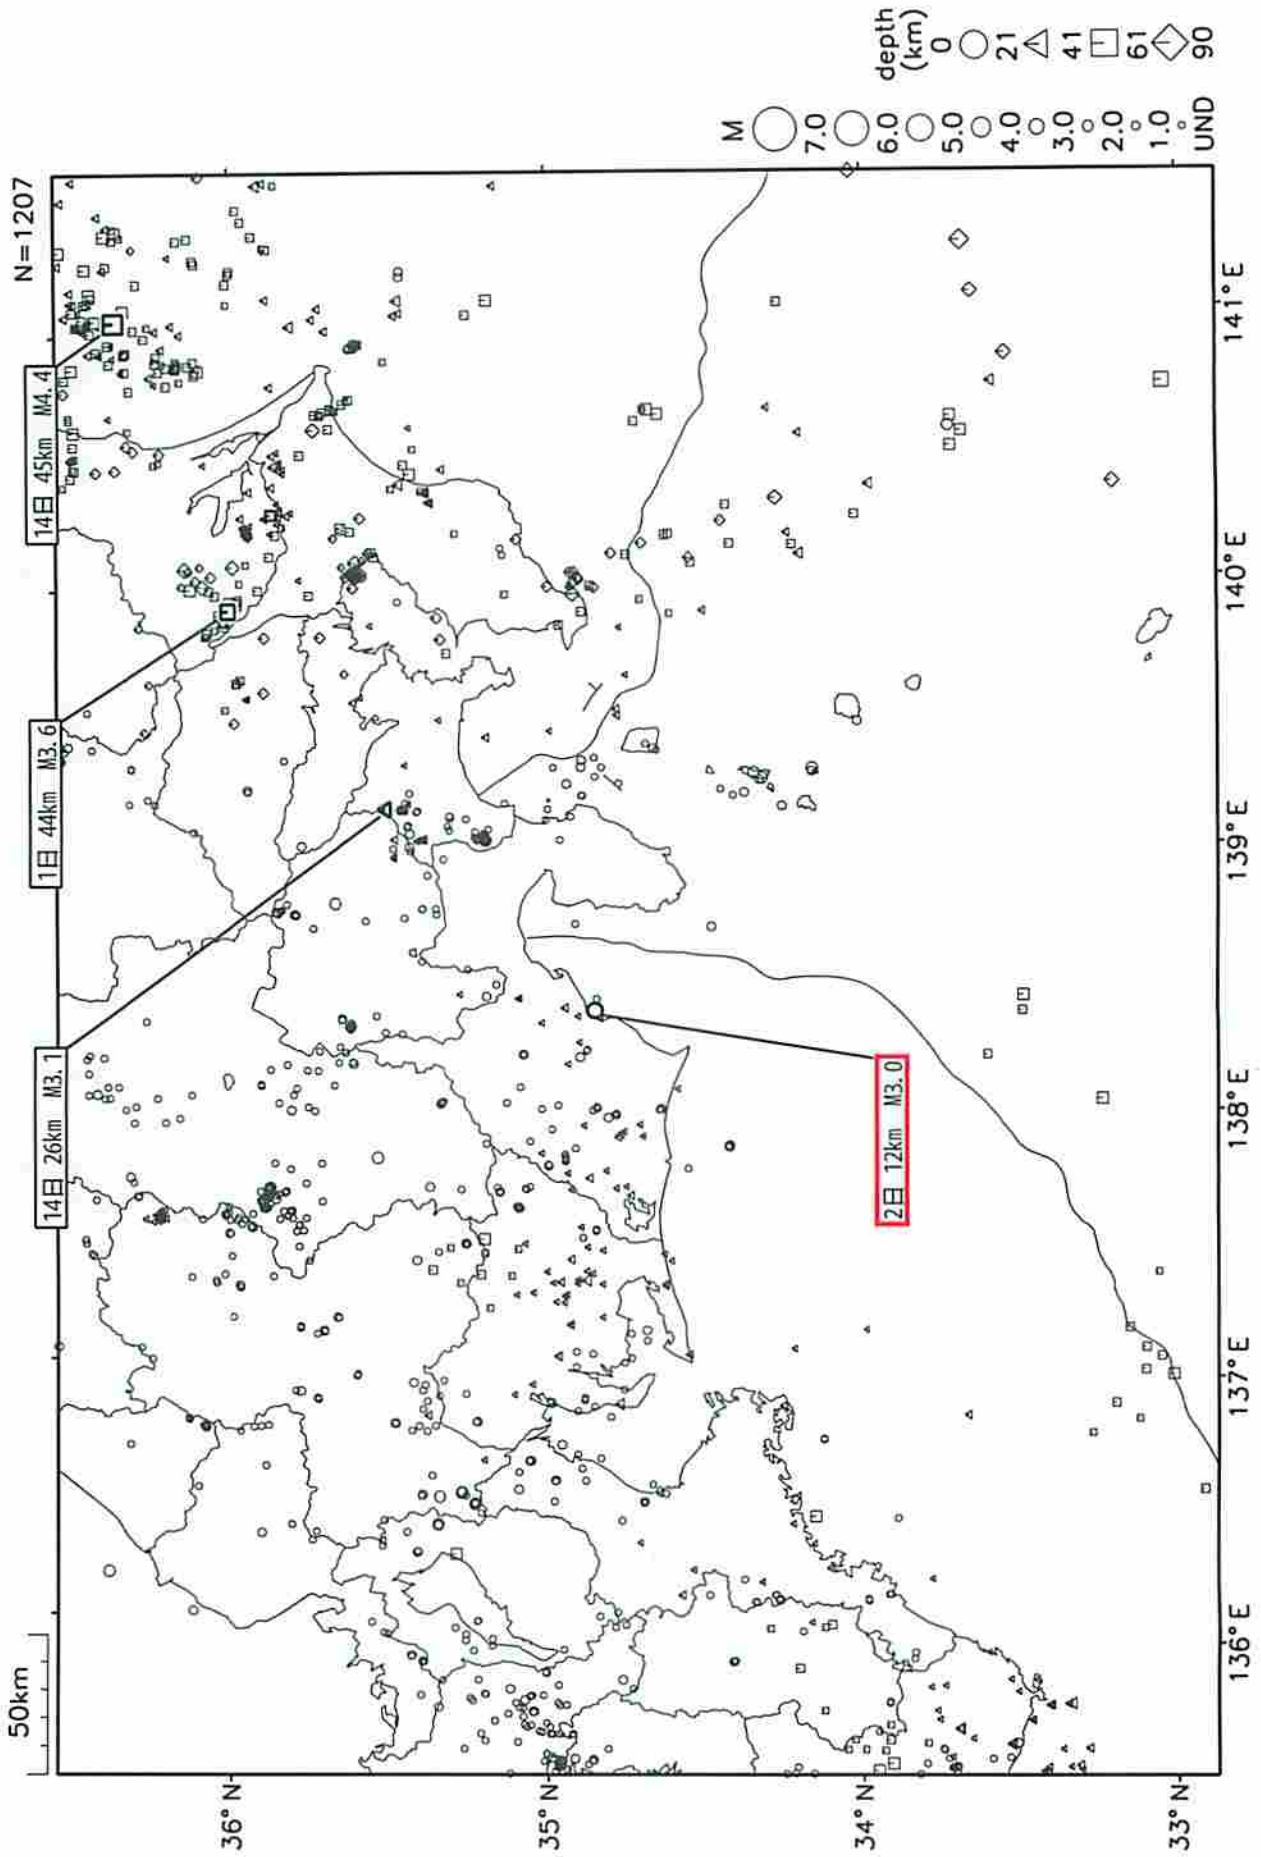 50km
N=1207
14日 26km M3.1
1日 44km M3.6
14日 45km M4.4
2日 12km M3.0
36°N
35°N
34°N
33°N
136°E
137°E
138°E
139°E
140°E
141°E
M
7.0
6.0
5.0
4.0
3.0
2.0
1.0
UND
depth
(km)
0
21
41
61
90